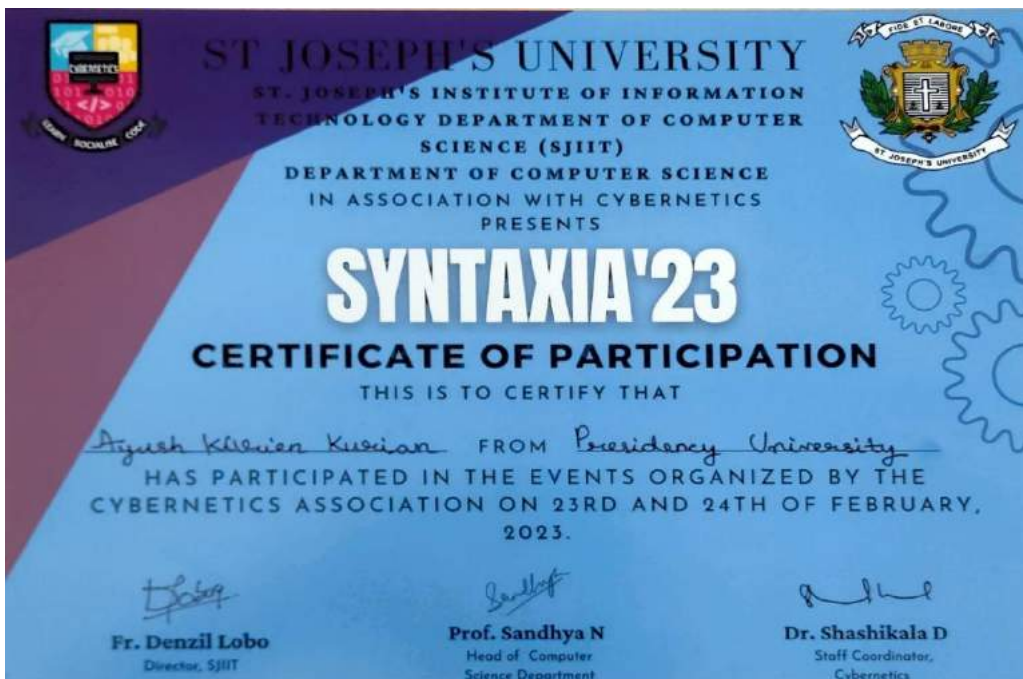 CYBERNETICS
LEARN SOCIALISE CODE
FIDE ET LABORE
ST JOSEPH'S UNIVERSITY
ST JOSEPH'S UNIVERSITY
ST. JOSEPH'S INSTITUTE OF INFORMATION
TECHNOLOGY DEPARTMENT OF COMPUTER
SCIENCE (SJIIT)
DEPARTMENT OF COMPUTER SCIENCE
IN ASSOCIATION WITH CYBERNETICS
PRESENTS
SYNTAXIA'23
CERTIFICATE OF PARTICIPATION
THIS IS TO CERTIFY THAT
Ayush Kurian FROM Presidency University
HAS PARTICIPATED IN THE EVENTS ORGANIZED BY THE
CYBERNETICS ASSOCIATION ON 23RD AND 24TH OF FEBRUARY,
2023.
Fr. Denzil Lobo
Director, SJIIT
Prof. Sandhya N
Head of Computer
Science Department
Dr. Shashikala D
Staff Coordinator,
Cybernetics